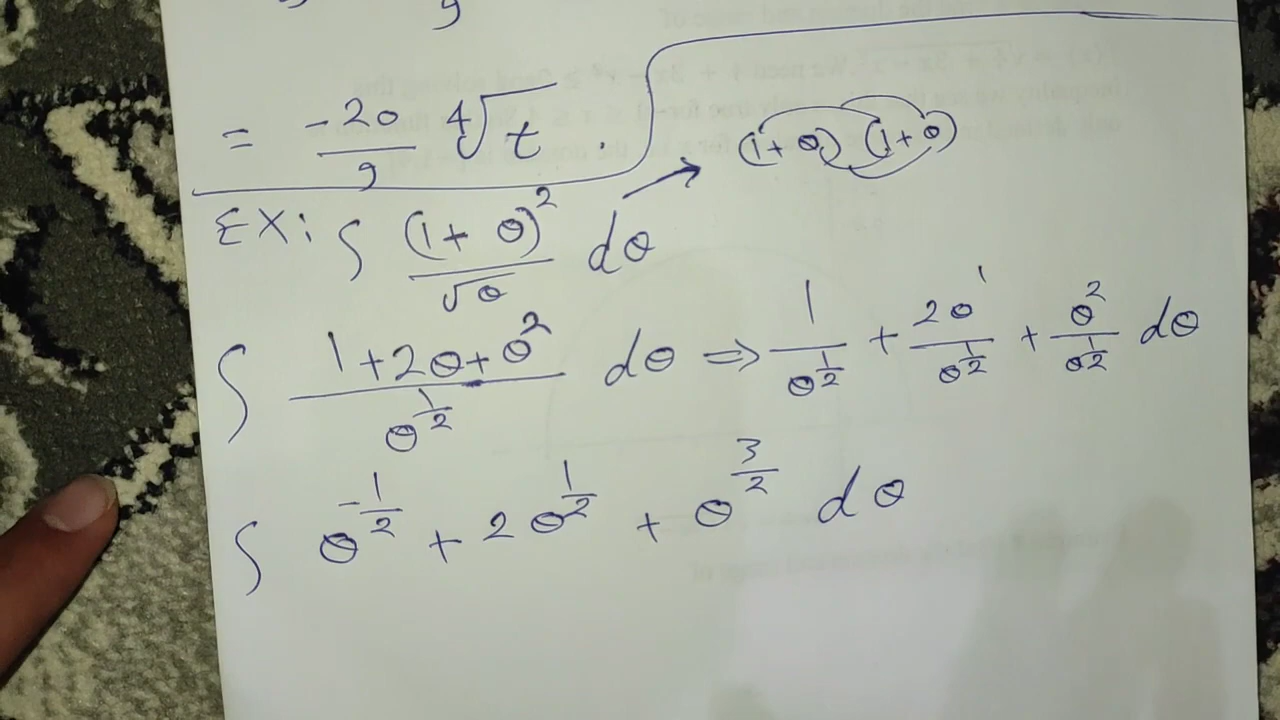 = -20/9 ∜t .
(1+θ) (1+θ)
EX: ∫ (1+θ)²/√θ dθ
∫ 1+2θ+θ²/θ^½ dθ ⇒ 1/θ^½ + 2θ¹/θ^½ + θ²/θ^½ dθ
∫ θ^-½ + 2θ^½ + θ^3/2 dθ